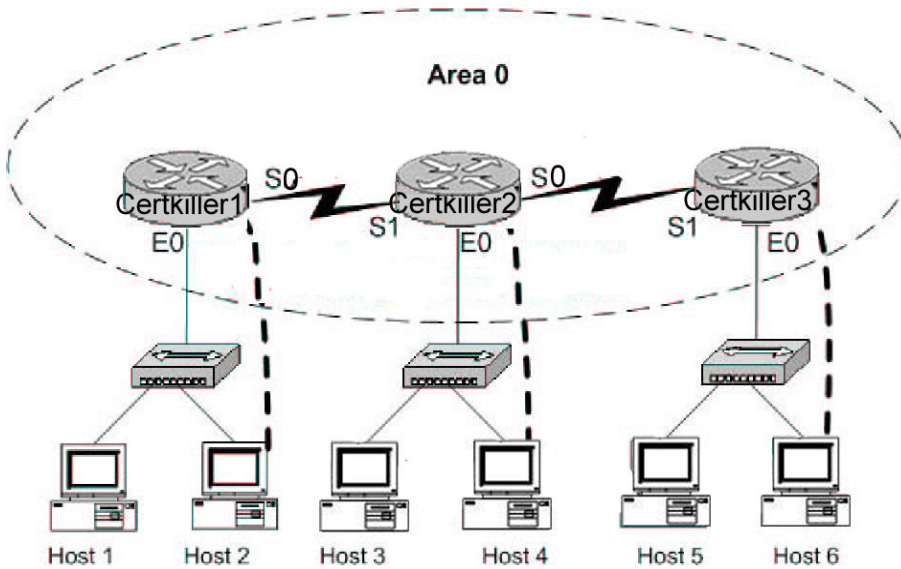 Area 0
S0
S0
Certkiller1
Certkiller2
Certkiller3
S1
S1
E0
E0
E0
Host 1
Host 2
Host 3
Host 4
Host 5
Host 6